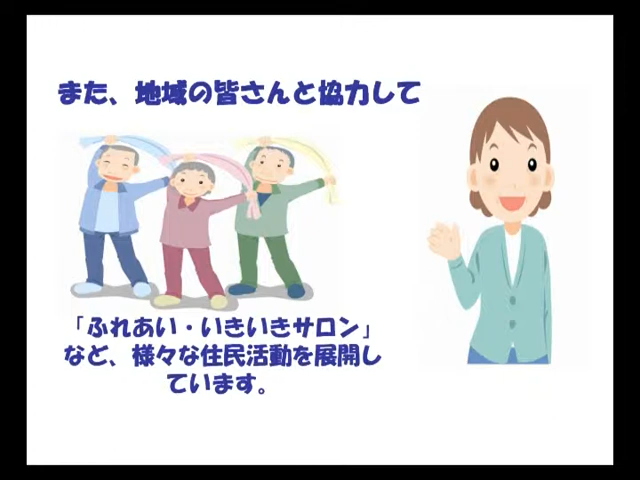 また、地域の皆さんと協力して
「ふれあい・いきいきサロン」
など、様々な住民活動を展開し
ています。